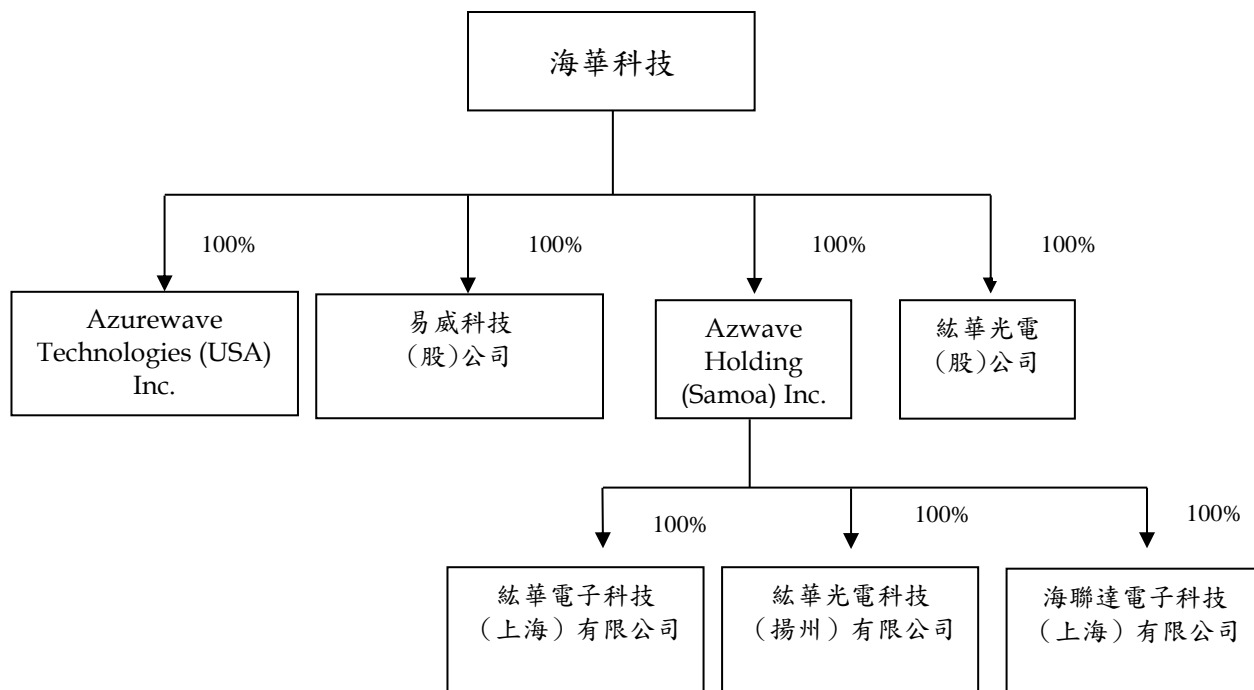 海華科技
100%
100%
100%
100%
Azurewave
Technologies (USA)
Inc.
易威科技
（股）公司
Azwave
Holding
(Samoa) Inc.
紘華光電
（股）公司
100%
100%
100%
紘華電子科技
（上海）有限公司
紘華光電科技
（揚州）有限公司
海聯達電子科技
（上海）有限公司